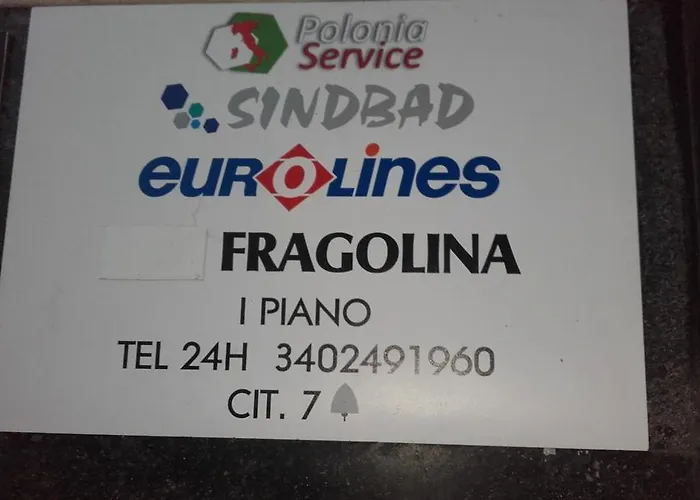 Polonia
Service
SINDBAD
eurolines
FRAGOLINA
I PIANO
TEL 24H 3402491960
CIT. 7